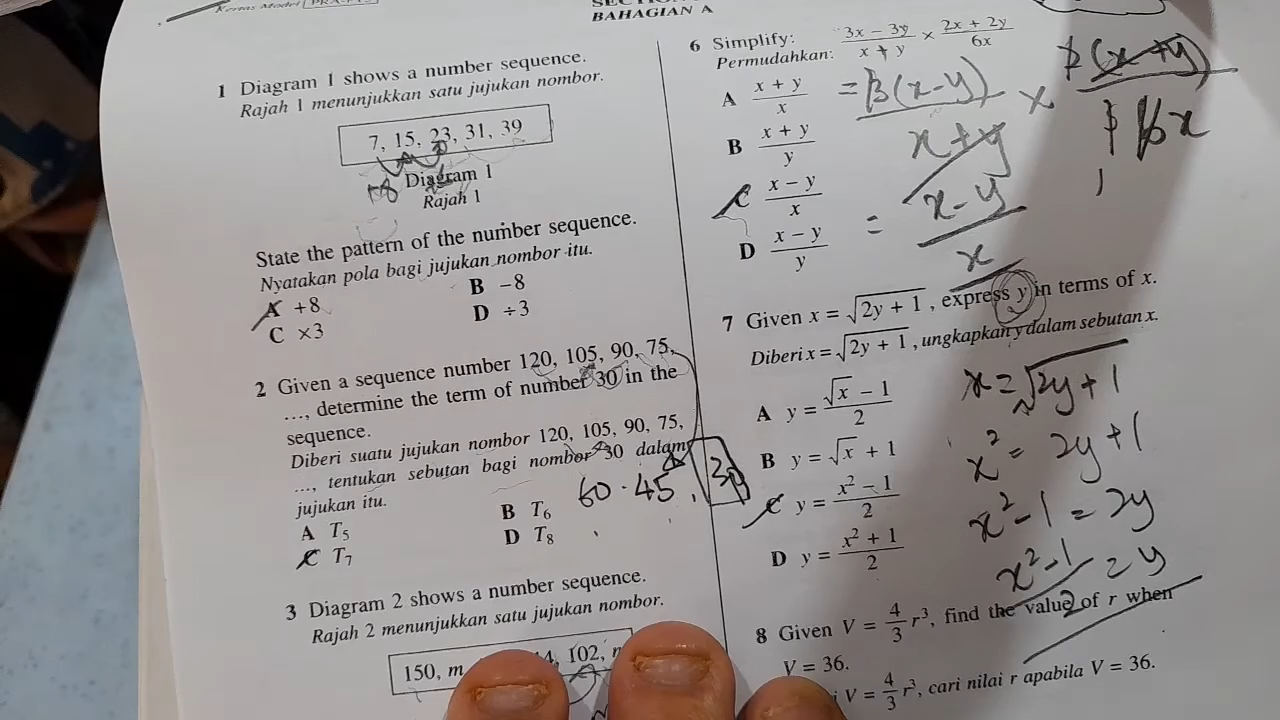 Kertas Model PRA-PT3
BAHAGIAN A
1 Diagram 1 shows a number sequence.
Rajah 1 menunjukkan satu jujukan nombor.
7, 15, 23, 31, 39
Diagram 1
Rajah 1
State the pattern of the number sequence.
Nyatakan pola bagi jujukan nombor itu.
A +8
B −8
C ×3
D ÷3
2 Given a sequence number 120, 105, 90, 75,
..., determine the term of number 30 in the
sequence.
Diberi suatu jujukan nombor 120, 105, 90, 75,
..., tentukan sebutan bagi nombor 30 dalam
jujukan itu.
60 . 45 , 30
A T₅
B T₆
C T₇
D T₈
3 Diagram 2 shows a number sequence.
Rajah 2 menunjukkan satu jujukan nombor.
150, m
102,
6 Simplify: (3x − 3y)/(x + y) × (2x + 2y)/6x
Permudahkan:
A (x + y)/x
B (x + y)/y
C (x − y)/x
D (x − y)/y
= 3(x-y)/(x+y) × 2(x+y)/6x
= (x-y)/x
7 Given x = √(2y + 1), express y in terms of x.
Diberi x = √(2y + 1), ungkapkan y dalam sebutan x.
A y = (√x − 1)/2
B y = √x + 1
C y = (x² − 1)/2
D y = (x² + 1)/2
x = √(2y+1)
x² = 2y+1
x²-1 = 2y
(x²-1)/2 = y
8 Given V = 4/3 r³, find the value of r when
V = 36.
V = 4/3 r³, cari nilai r apabila V = 36.